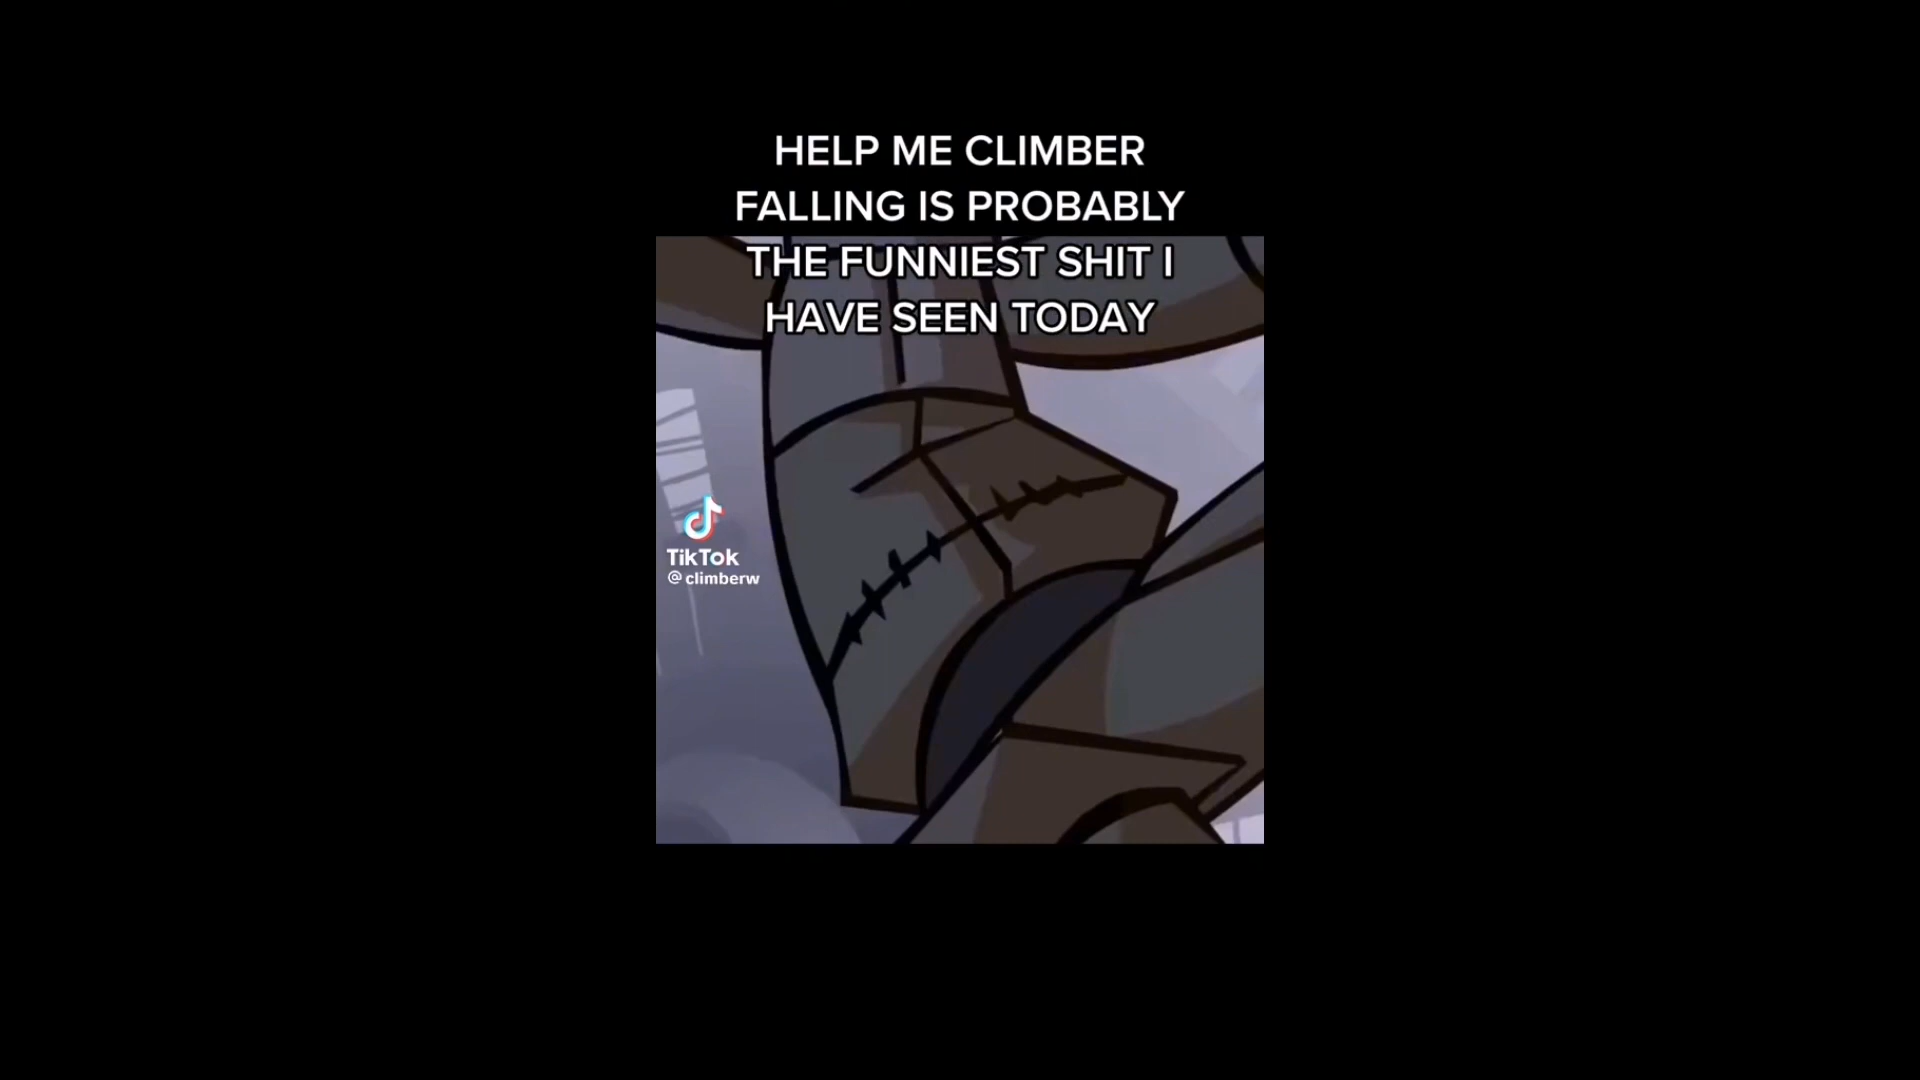 HELP ME CLIMBER
FALLING IS PROBABLY
THE FUNNIEST SHIT I
HAVE SEEN TODAY
TikTok
@climberw